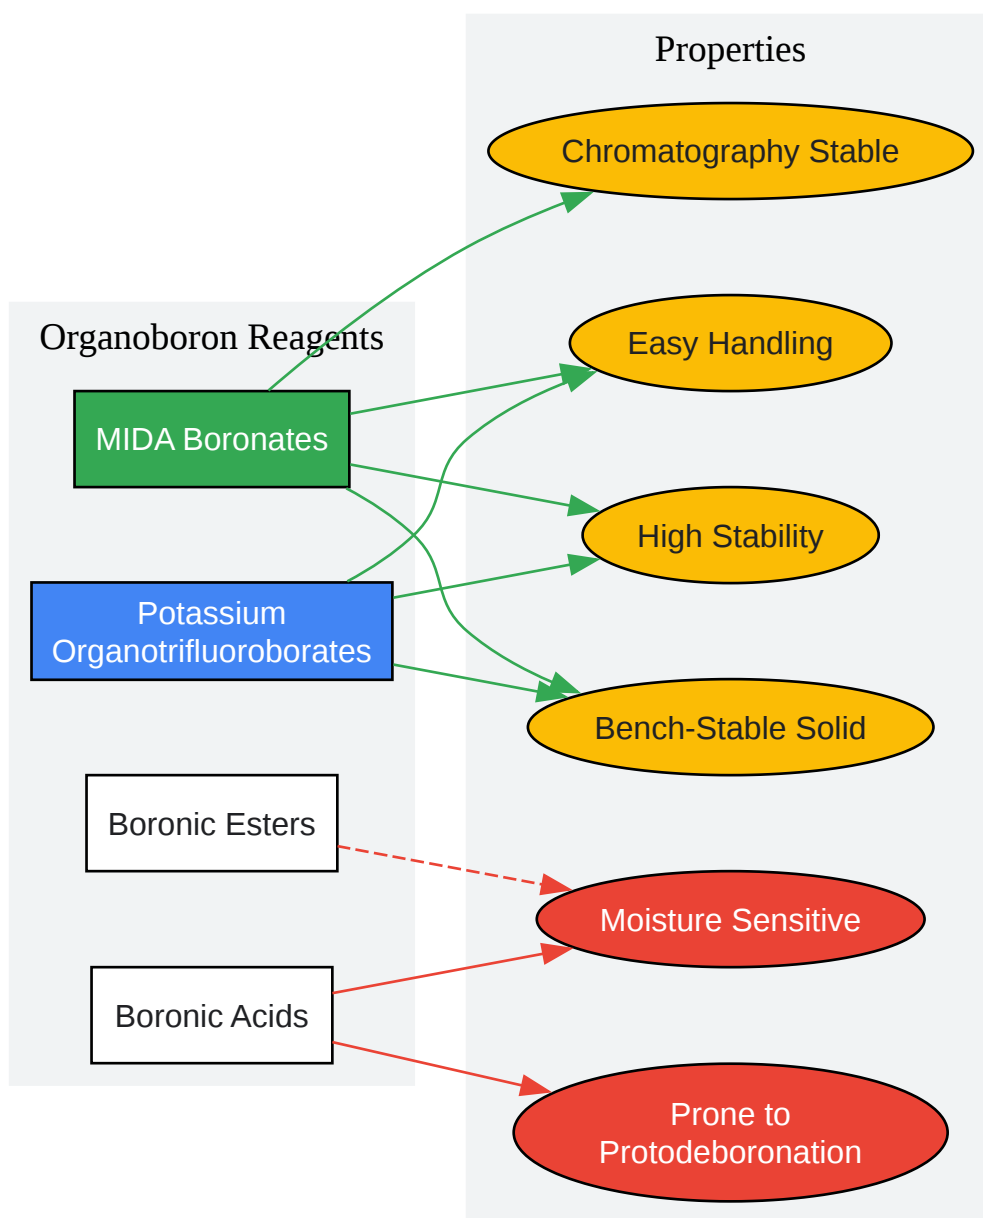 Properties
Chromatography Stable
Organoboron Reagents
Easy Handling
MIDA Boronates
High Stability
Potassium
Organotrifluoroborates
Bench-Stable Solid
Boronic Esters
Moisture Sensitive
Boronic Acids
Prone to
Protodeboronation